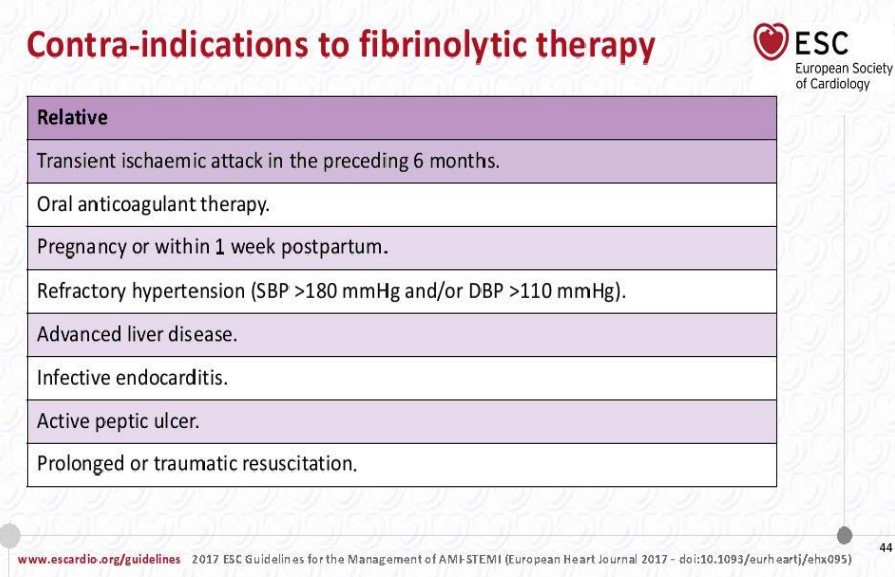 Contra-indications to fibrinolytic therapy
ESC
European Society
of Cardiology
Relative
Transient ischaemic attack in the preceding 6 months.
Oral anticoagulant therapy.
Pregnancy or within 1 week postpartum.
Refractory hypertension (SBP >180 mmHg and/or DBP >110 mmHg).
Advanced liver disease.
Infective endocarditis.
Active peptic ulcer.
Prolonged or traumatic resuscitation.
44
www.escardio.org/guidelines 2017 ESC Guidelines for the Management of AMI-STEMI (European Heart Journal 2017 - doi:10.1093/eurheartj/ehx095)